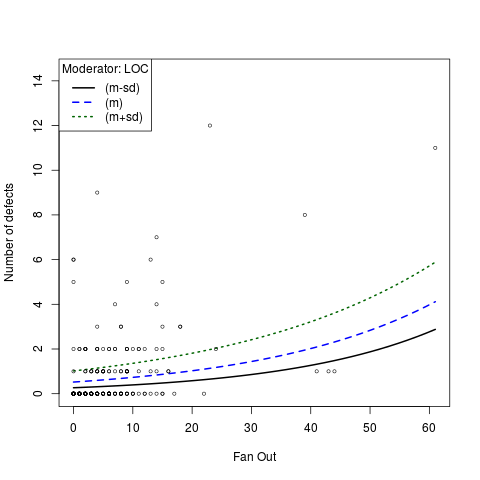 Moderator: LOC
(m-sd)
(m)
(m+sd)
Number of defects
14
12
10
8
6
4
2
0
0 10 20 30 40 50 60
Fan Out